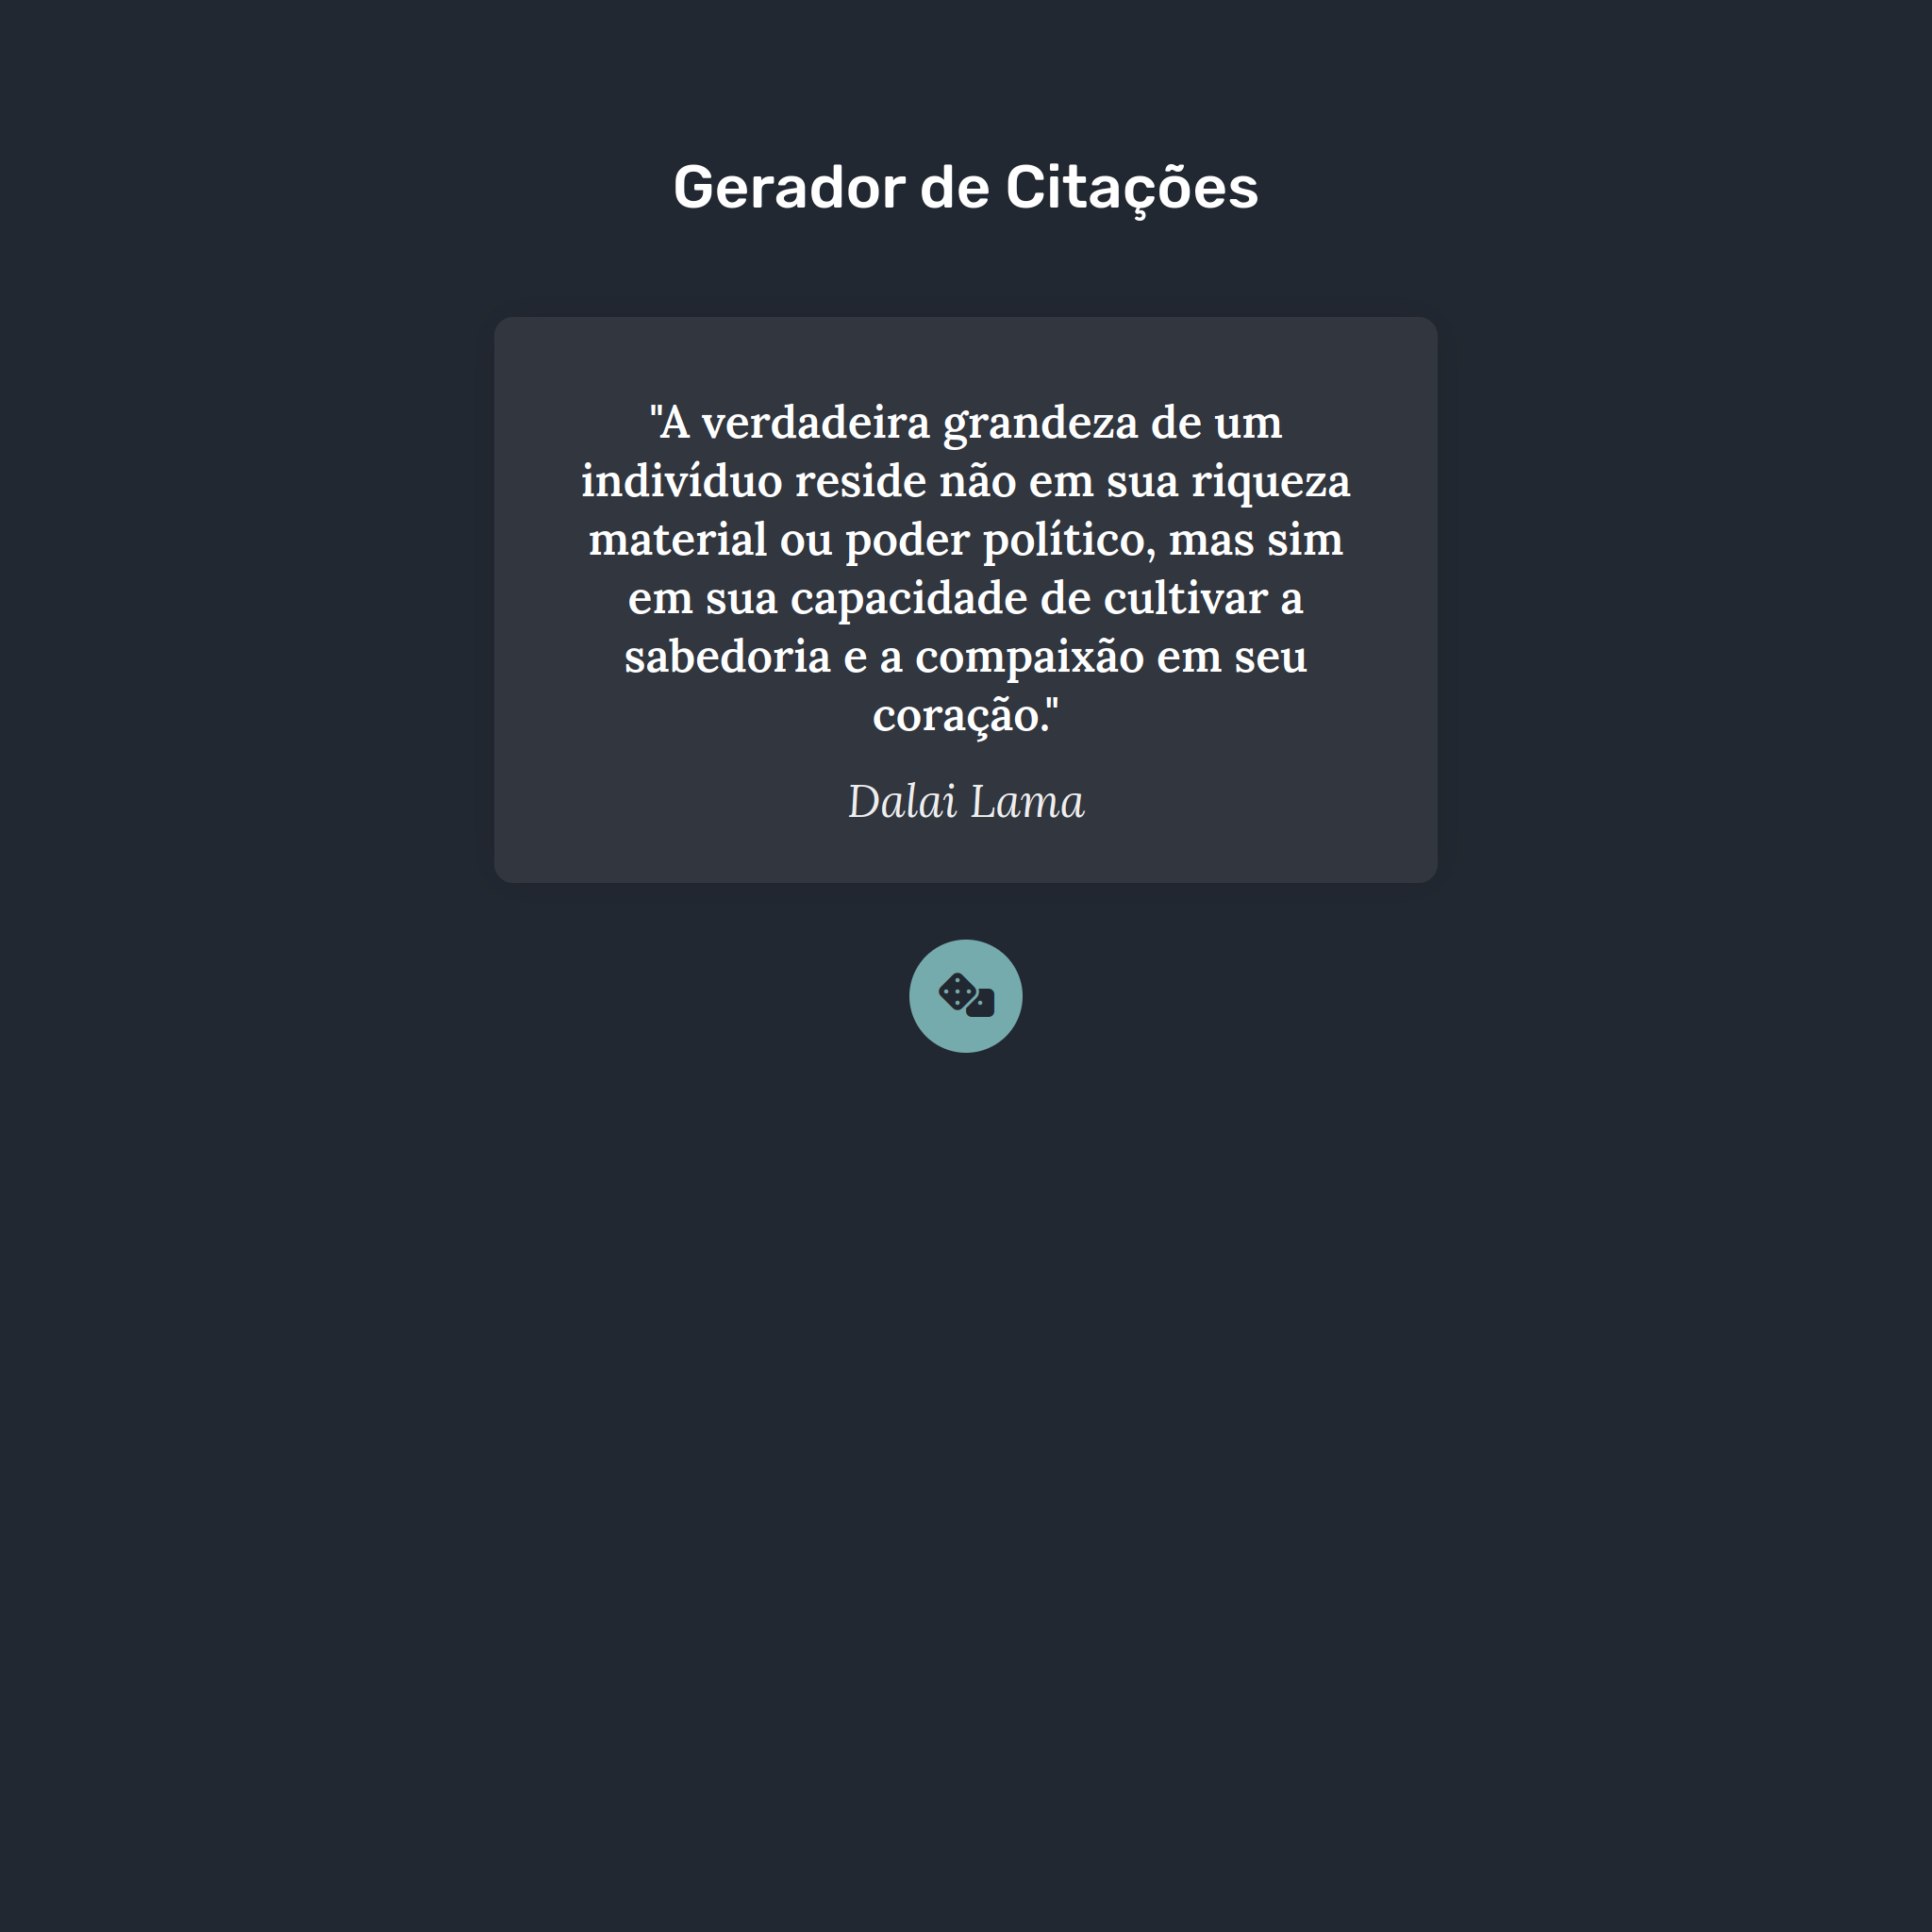 Gerador de Citações
"A verdadeira grandeza de um
indivíduo reside não em sua riqueza
material ou poder político, mas sim
em sua capacidade de cultivar a
sabedoria e a compaixão em seu
coração."
Dalai Lama